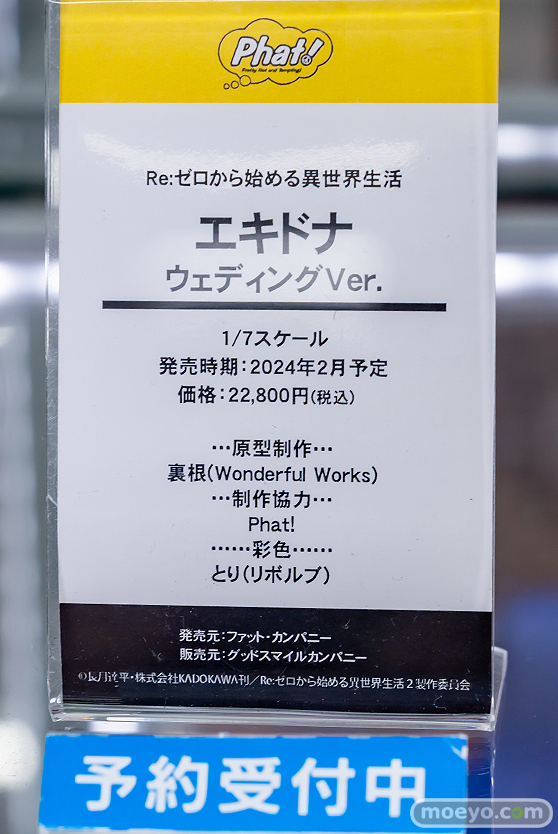 Phat!
Pretty Hot and Tempting!
Re:ゼロから始める異世界生活
エキドナ
ウェディングVer.
1/7スケール
発売時期:2024年2月予定
価格:22,800円(税込)
…原型制作…
裏根(Wonderful Works)
…制作協力…
Phat!
……彩色……
とり(リボルブ)
発売元:ファット・カンパニー
販売元:グッドスマイルカンパニー
©長月達平・株式会社KADOKAWA刊/Re:ゼロから始める異世界生活2製作委員会
予約受付中
moeyo.com